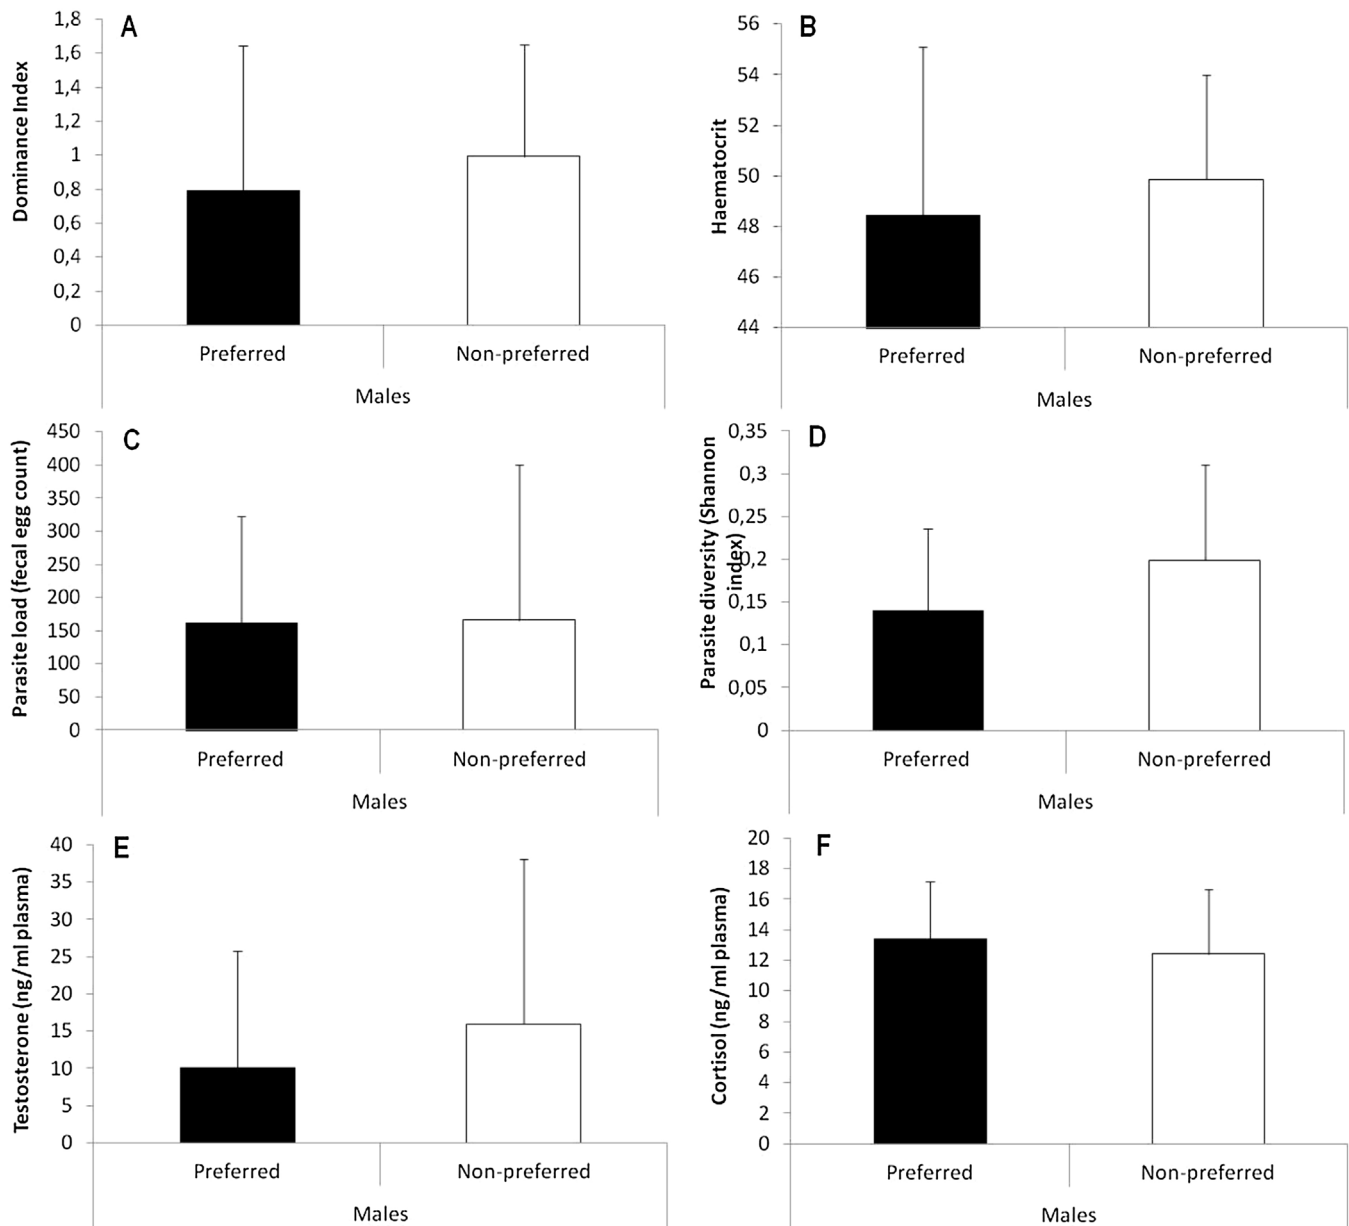 A
Dominance Index
1,8
1,6
1,4
1,2
1
0,8
0,6
0,4
0,2
0
Preferred
Non-preferred
Males
B
Haematocrit
56
54
52
50
48
46
44
Preferred
Non-preferred
Males
C
Parasite load (fecal egg count)
450
400
350
300
250
200
150
100
50
0
Preferred
Non-preferred
Males
D
Parasite diversity (Shannon
index)
0,35
0,3
0,25
0,2
0,15
0,1
0,05
0
Preferred
Non-preferred
Males
E
Testosterone (ng/ml plasma)
40
35
30
25
20
15
10
5
0
Preferred
Non-preferred
Males
F
Cortisol (ng/ml plasma)
20
18
16
14
12
10
8
6
4
2
0
Preferred
Non-preferred
Males